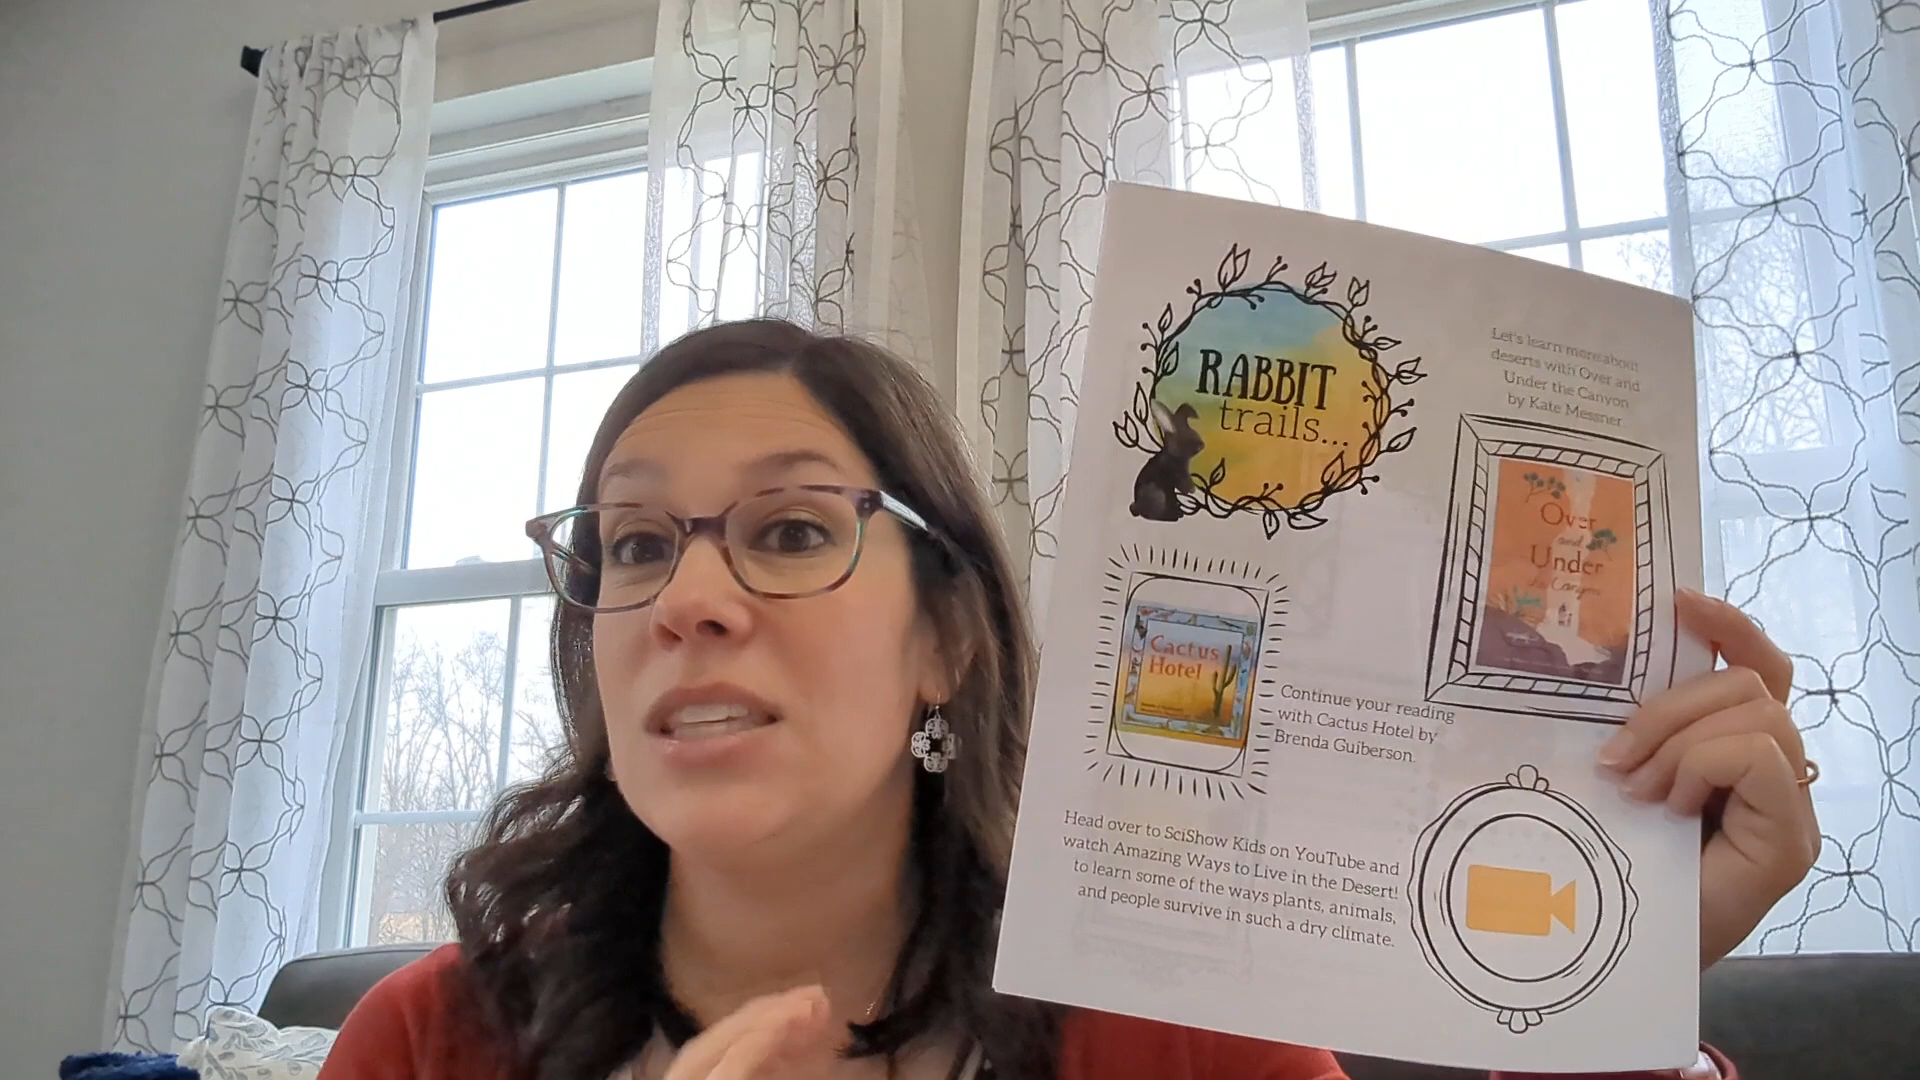 RABBIT
trails...
Let's learn more about
deserts with Over and
Under the Canyon
by Kate Messner.
Over
and
Under
the Canyon
Cactus
Hotel
Continue your reading
with Cactus Hotel by
Brenda Guiberson.
Head over to SciShow Kids on YouTube and
watch Amazing Ways to Live in the Desert!
to learn some of the ways plants, animals,
and people survive in such a dry climate.